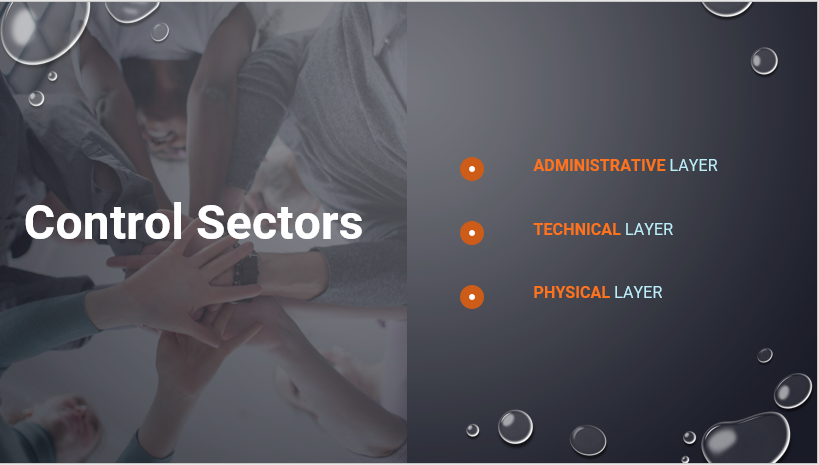 Control Sectors
ADMINISTRATIVE LAYER
TECHNICAL LAYER
PHYSICAL LAYER